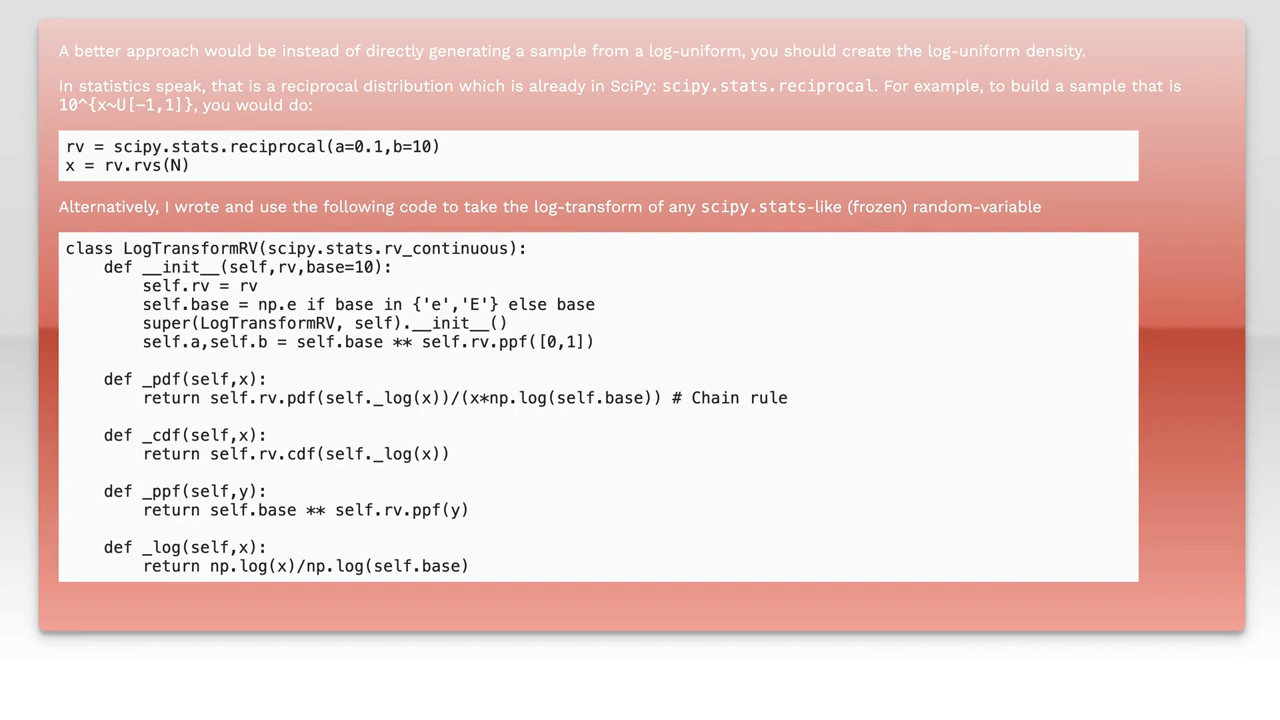 A better approach would be instead of directly generating a sample from a log-uniform, you should create the log-uniform density.
In statistics speak, that is a reciprocal distribution which is already in SciPy: scipy.stats.reciprocal. For example, to build a sample that is
10^{x~U[-1,1]}, you would do:
rv = scipy.stats.reciprocal(a=0.1,b=10)
x = rv.rvs(N)
Alternatively, I wrote and use the following code to take the log-transform of any scipy.stats-like (frozen) random-variable
class LogTransformRV(scipy.stats.rv_continuous):
    def __init__(self,rv,base=10):
        self.rv = rv
        self.base = np.e if base in {'e','E'} else base
        super(LogTransformRV, self).__init__()
        self.a,self.b = self.base ** self.rv.ppf([0,1])
    def _pdf(self,x):
        return self.rv.pdf(self._log(x))/(x*np.log(self.base)) # Chain rule
    def _cdf(self,x):
        return self.rv.cdf(self._log(x))
    def _ppf(self,y):
        return self.base ** self.rv.ppf(y)
    def _log(self,x):
        return np.log(x)/np.log(self.base)